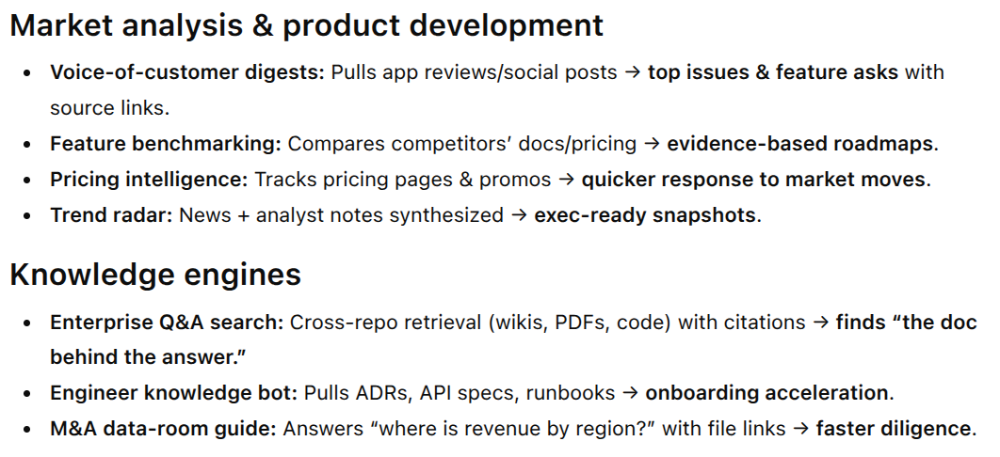 Market analysis & product development
• Voice-of-customer digests: Pulls app reviews/social posts → top issues & feature asks with
source links.
• Feature benchmarking: Compares competitors’ docs/pricing → evidence-based roadmaps.
• Pricing intelligence: Tracks pricing pages & promos → quicker response to market moves.
• Trend radar: News + analyst notes synthesized → exec-ready snapshots.
Knowledge engines
• Enterprise Q&A search: Cross-repo retrieval (wikis, PDFs, code) with citations → finds “the doc
behind the answer.”
• Engineer knowledge bot: Pulls ADRs, API specs, runbooks → onboarding acceleration.
• M&A data-room guide: Answers “where is revenue by region?” with file links → faster diligence.